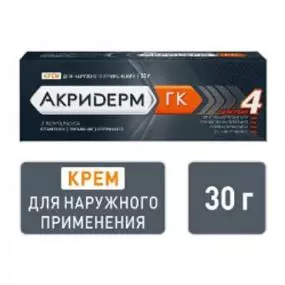 КРЕМ ДЛЯ НАРУЖНОГО ПРИМЕНЕНИЯ | 30 г
АКРИДЕРМ ГК
4
КРЕМ
ДЛЯ НАРУЖНОГО
ПРИМЕНЕНИЯ
30 г